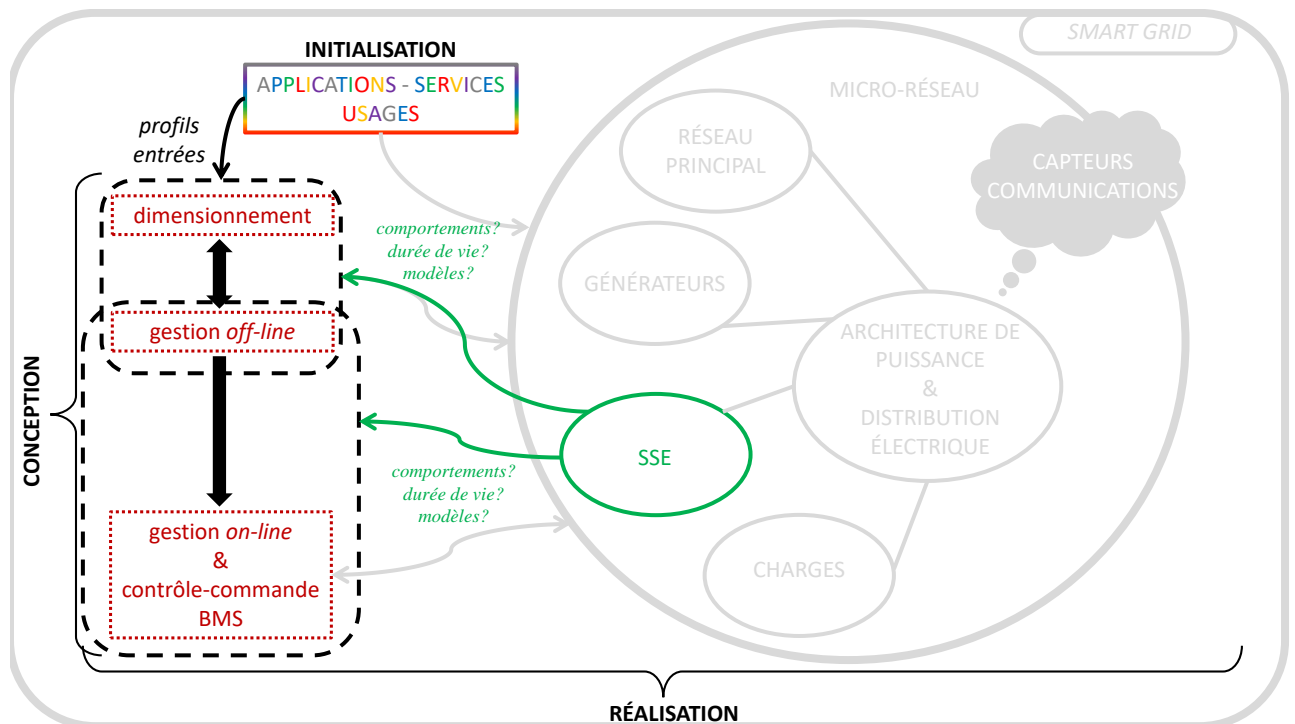 SMART GRID
INITIALISATION
APPLICATIONS - SERVICES
USAGES
profils
entrées
MICRO-RÉSEAU
RÉSEAU
PRINCIPAL
CAPTEURS
COMMUNICATIONS
dimensionnement
comportements?
durée de vie?
modèles?
GÉNÉRATEURS
gestion off-line
ARCHITECTURE DE
PUISSANCE
&
DISTRIBUTION
ÉLECTRIQUE
CONCEPTION
SSE
comportements?
durée de vie?
modèles?
gestion on-line
&
contrôle-commande
BMS
CHARGES
RÉALISATION